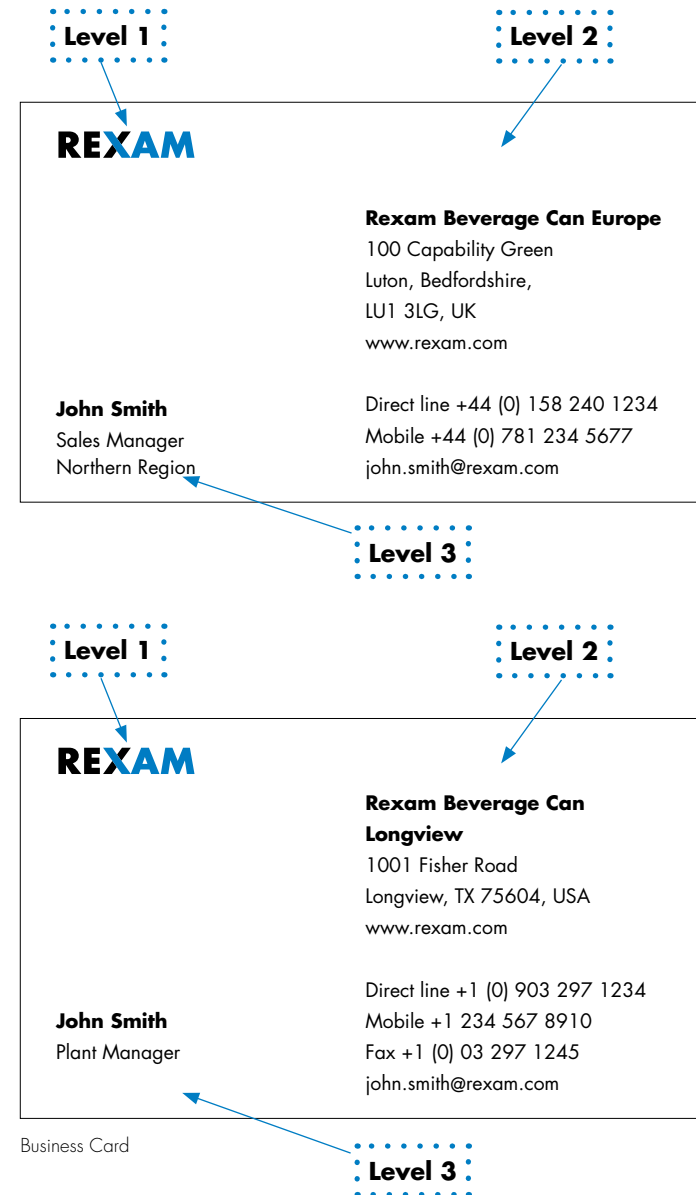 Level 1
Level 2
REXAM
Rexam Beverage Can Europe
100 Capability Green
Luton, Bedfordshire,
LU1 3LG, UK
www.rexam.com
John Smith
Sales Manager
Northern Region
Direct line +44 (0) 158 240 1234
Mobile +44 (0) 781 234 5677
john.smith@rexam.com
Level 3
Level 1
Level 2
REXAM
Rexam Beverage Can
Longview
1001 Fisher Road
Longview, TX 75604, USA
www.rexam.com
John Smith
Plant Manager
Direct line +1 (0) 903 297 1234
Mobile +1 234 567 8910
Fax +1 (0) 03 297 1245
john.smith@rexam.com
Business Card
Level 3